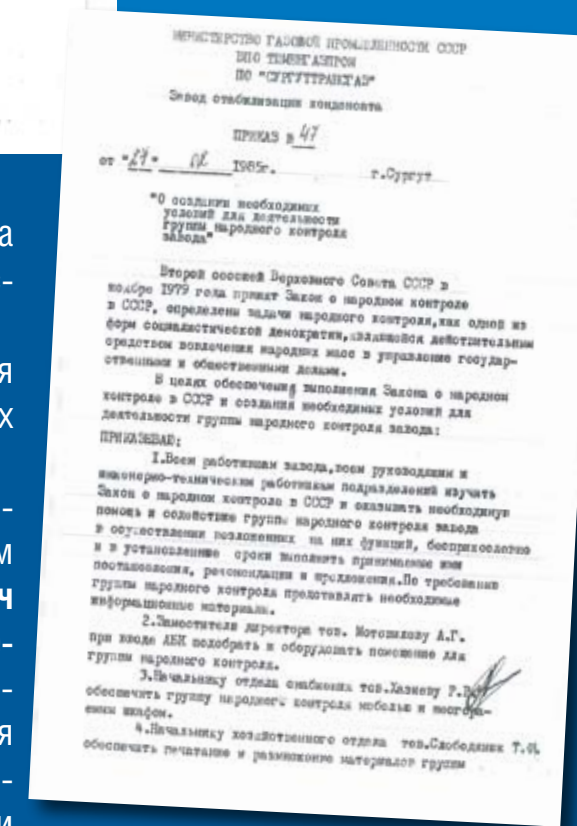 МИНИСТЕРСТВО ГАЗОВОЙ ПРОМЫШЛЕННОСТИ СССР
ВПО ТЮМЕНГАЗПРОМ
ПО "СУРГУТТРАНСГАЗ"
Завод стабилизации конденсата
ПРИКАЗ № 47
от "27" 02 1985г. г.Сургут
"О создании необходимых
условий для деятельности
группы народного контроля
завода"
Второй сессией Верховного Совета СССР в
ноябре 1979 года принят Закон о народном контроле
в СССР, определены задачи народного контроля,как одной из
форм социалистической демократии,являющейся действительным
средством вовлечения народных масс в управление государ-
ственными и общественными делами.
В целях обеспечения выполнения Закона о народном
контроле в СССР и создания необходимых условий для
деятельности группы народного контроля завода:
ПРИКАЗЫВАЮ:
1.Всем работникам завода,всем руководящим и
инженерно-техническим работникам подразделений изучать
Закон о народном контроле в СССР и оказывать необходимую
помощь и содействие группе народного контроля завода
в осуществлении возложенных на них функций, беспрекословно
и в установленные сроки выполнять принимаемые ими
постановления, рекомендации и предложения.По требованию
группы народного контроля представлять необходимые
информационные материалы.
2.Заместителю директора тов. Мотовилову А.Г.
при вводе АБК подобрать и оборудовать помещение для
группы народного контроля.
3.Начальнику отдела снабжения тов.Хазиеву Р.
обеспечить группу народного контроля мебелью и несгора-
емым шкафом.
4.Начальнику хозяйственного отдела тов.Слободянюк Т.
обеспечить печатание и размножение материалов группы
а
-
я
х
-
м
ч
-
-
я
-
и